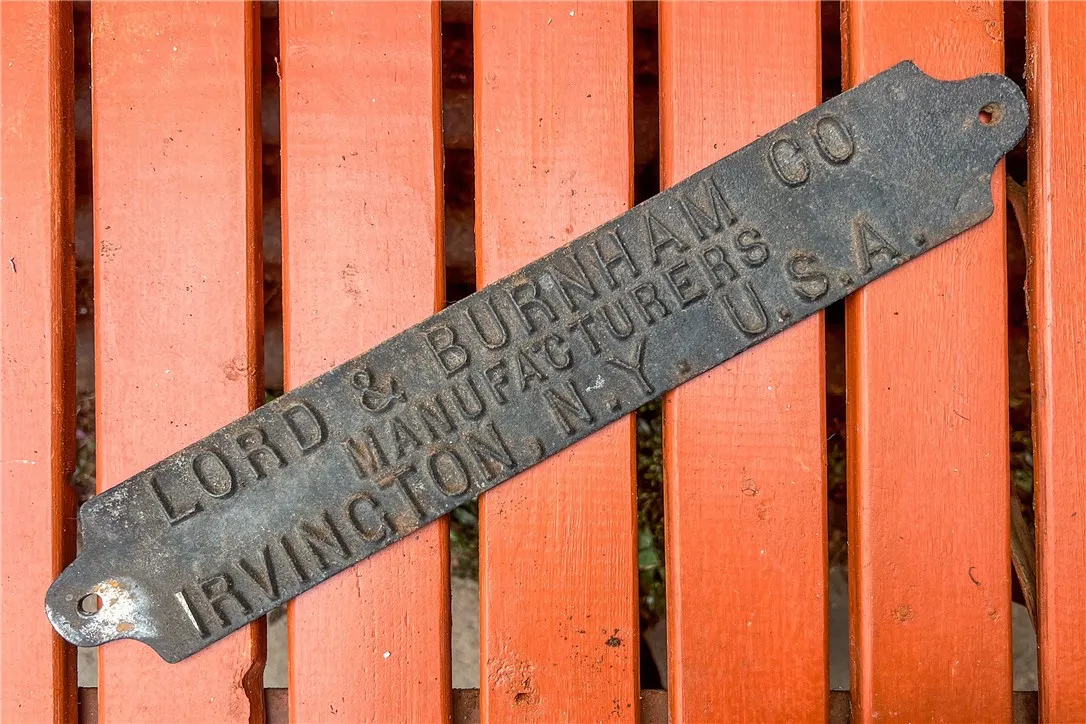 LORD & BURNHAM CO
MANUFACTURERS
IRVINGTON, N.Y. U.S.A.